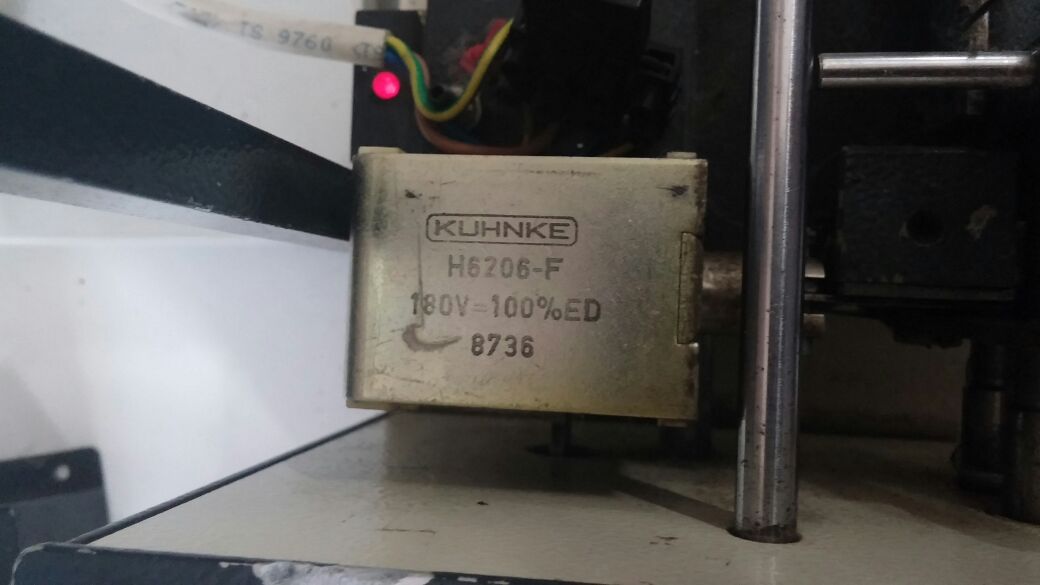 TS 9760
KUHNKE
H6206-F
180V=100%ED
8736